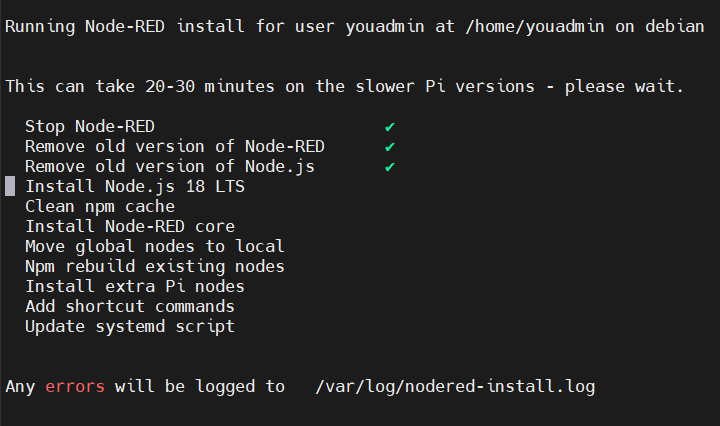 Running Node-RED install for user youadmin at /home/youadmin on debian
This can take 20-30 minutes on the slower Pi versions - please wait.
Stop Node-RED ✔
Remove old version of Node-RED ✔
Remove old version of Node.js ✔
Install Node.js 18 LTS
Clean npm cache
Install Node-RED core
Move global nodes to local
Npm rebuild existing nodes
Install extra Pi nodes
Add shortcut commands
Update systemd script
Any errors will be logged to /var/log/nodered-install.log